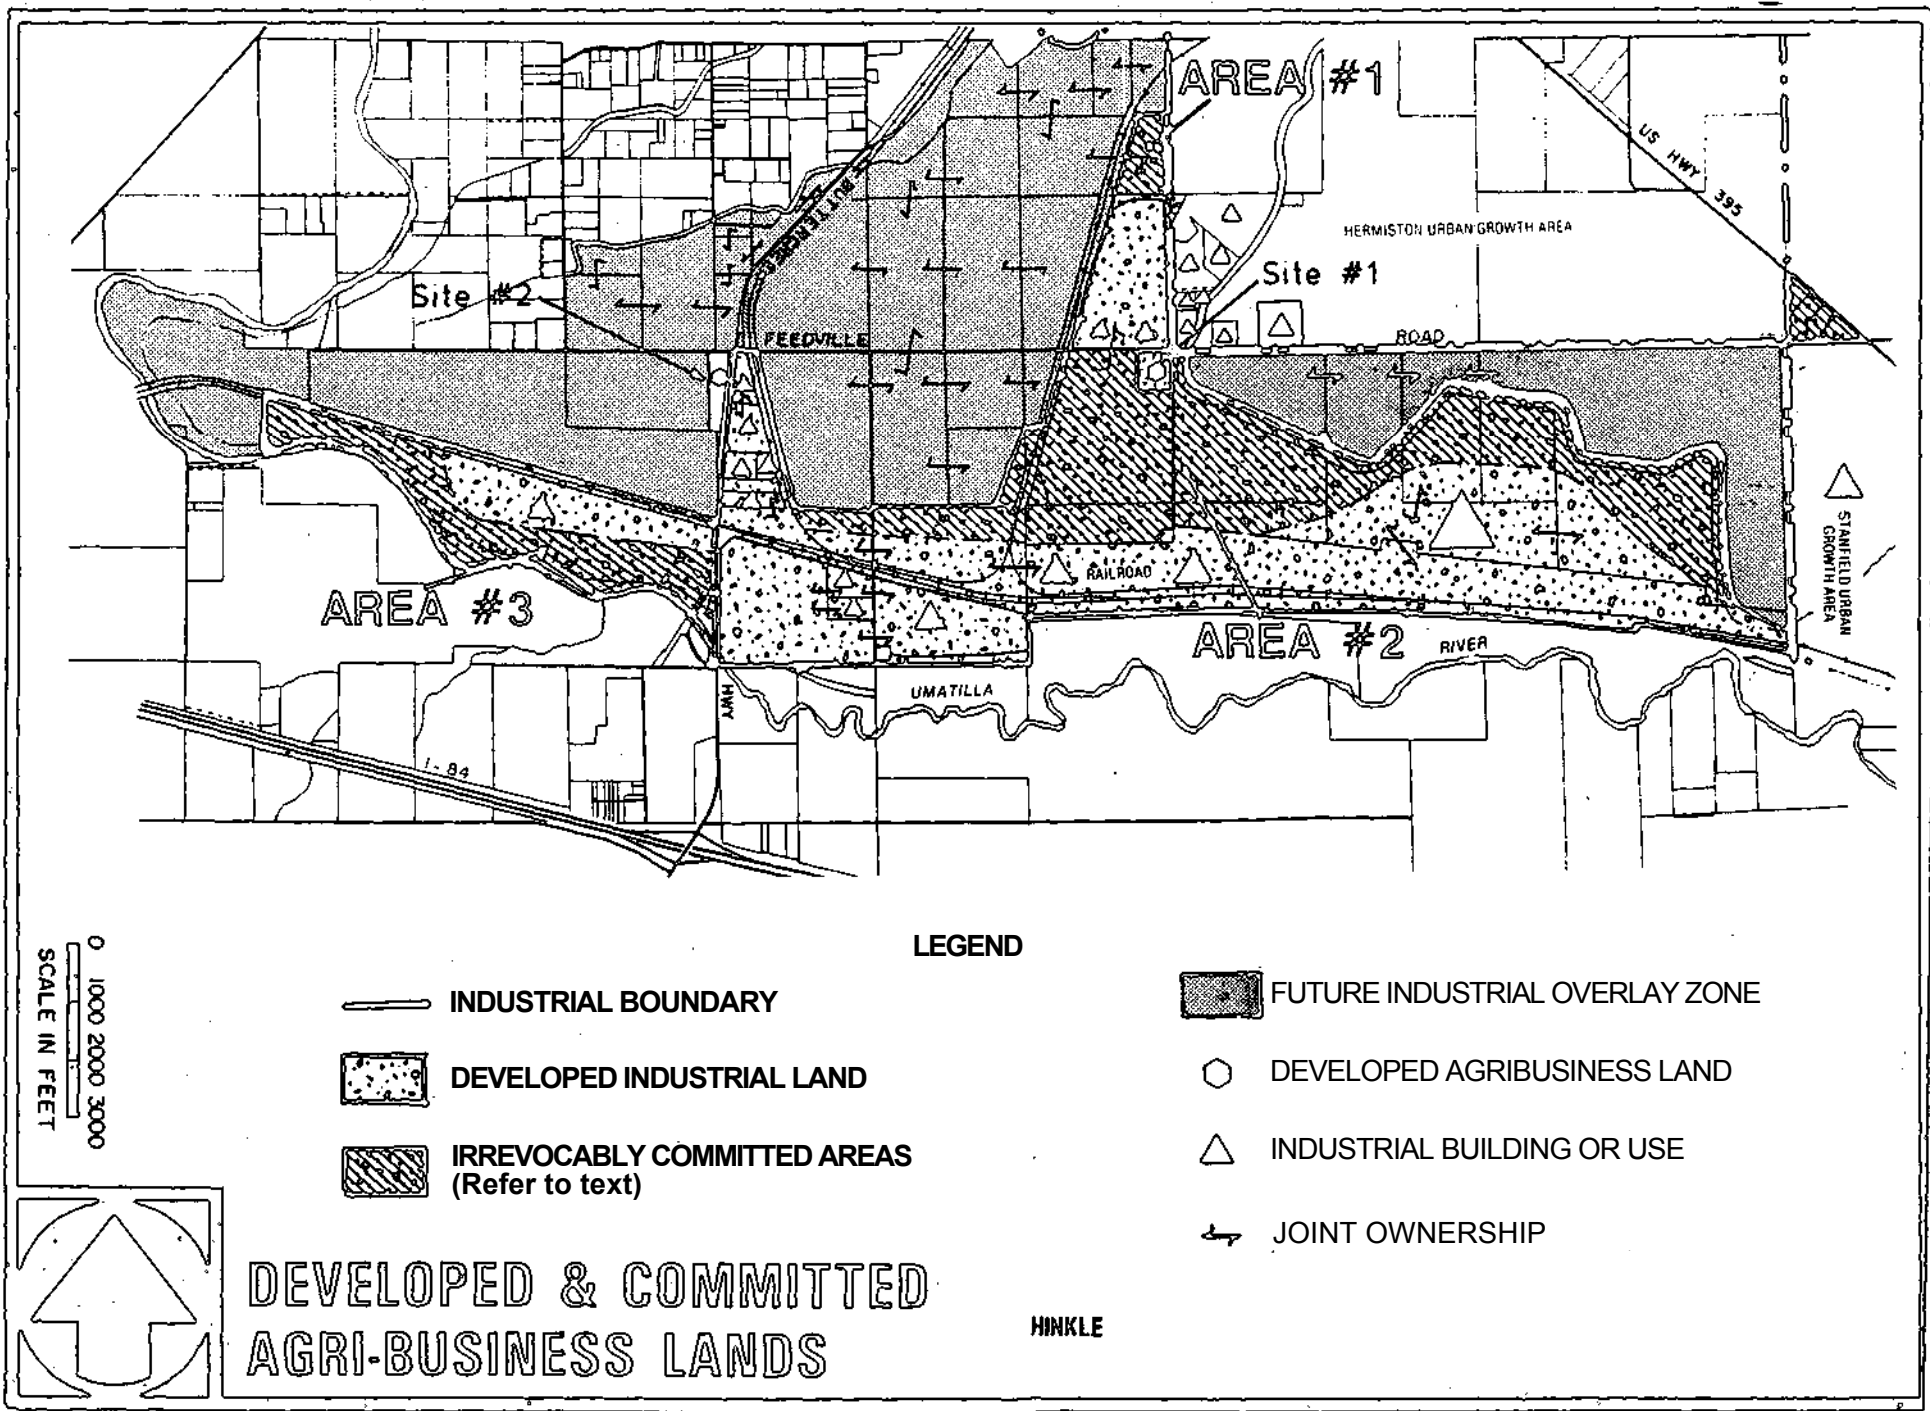 AREA #1
US HWY 395
HERMISTON URBAN GROWTH AREA
Site #1
Site #2
FEEDVILLE
ROAD
STANFIELD URBAN
GROWTH AREA
RAILROAD
AREA #3
AREA #2
RIVER
UMATILLA
HWY
I-84
LEGEND
INDUSTRIAL BOUNDARY
DEVELOPED INDUSTRIAL LAND
IRREVOCABLY COMMITTED AREAS
(Refer to text)
FUTURE INDUSTRIAL OVERLAY ZONE
DEVELOPED AGRIBUSINESS LAND
INDUSTRIAL BUILDING OR USE
JOINT OWNERSHIP
0 1000 2000 3000
SCALE IN FEET
DEVELOPED & COMMITTED
AGRI-BUSINESS LANDS
HINKLE